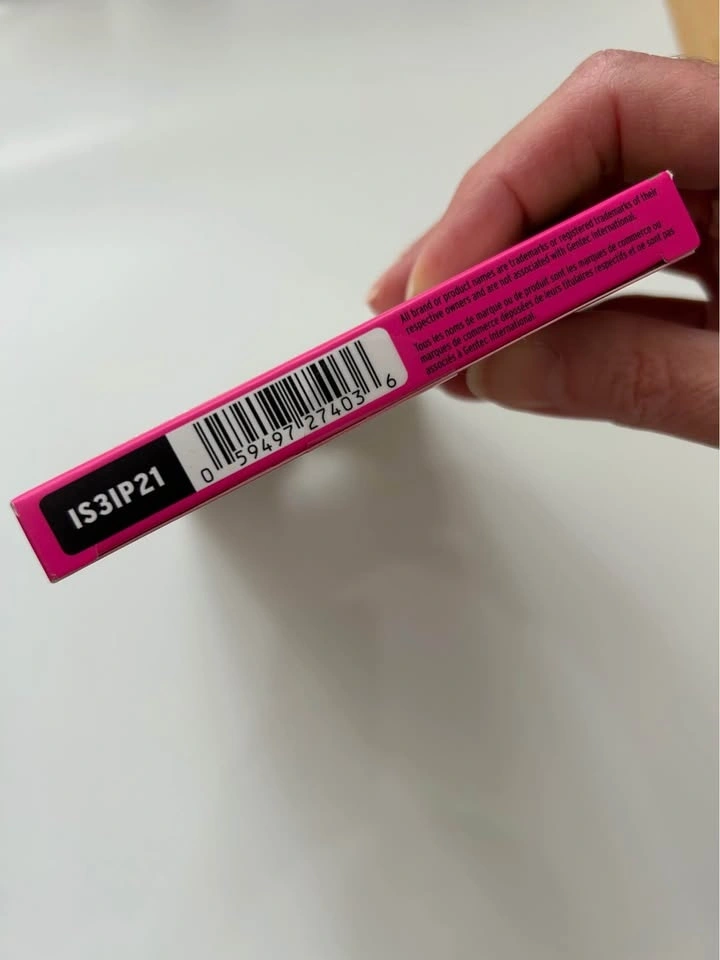 IS3IP21
0 59497 27403 6
All brand or product names are trademarks or registered trademarks of their
respective owners and are not associated with Gentec International.
Tous les noms de marque ou de produit sont les marques de commerce ou
marques de commerce déposées de leurs titulaires respectifs et ne sont pas
associés à Gentec International.